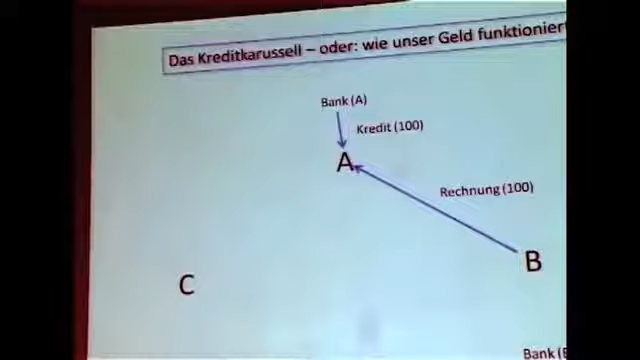 Das Kreditkarussell – oder: wie unser Geld funktionier
Bank (A)
Kredit (100)
A
Rechnung (100)
B
C
Bank (